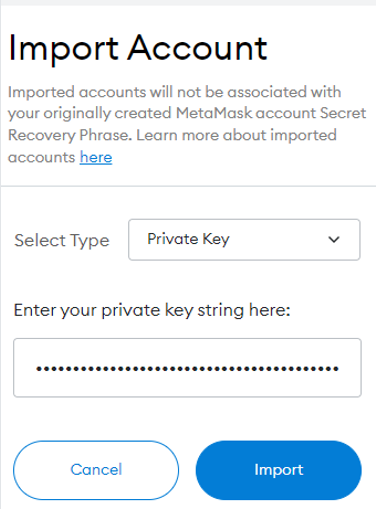 Import Account
Imported accounts will not be associated with
your originally created MetaMask account Secret
Recovery Phrase. Learn more about imported
accounts here
Select Type
Private Key
Enter your private key string here:
Cancel
Import